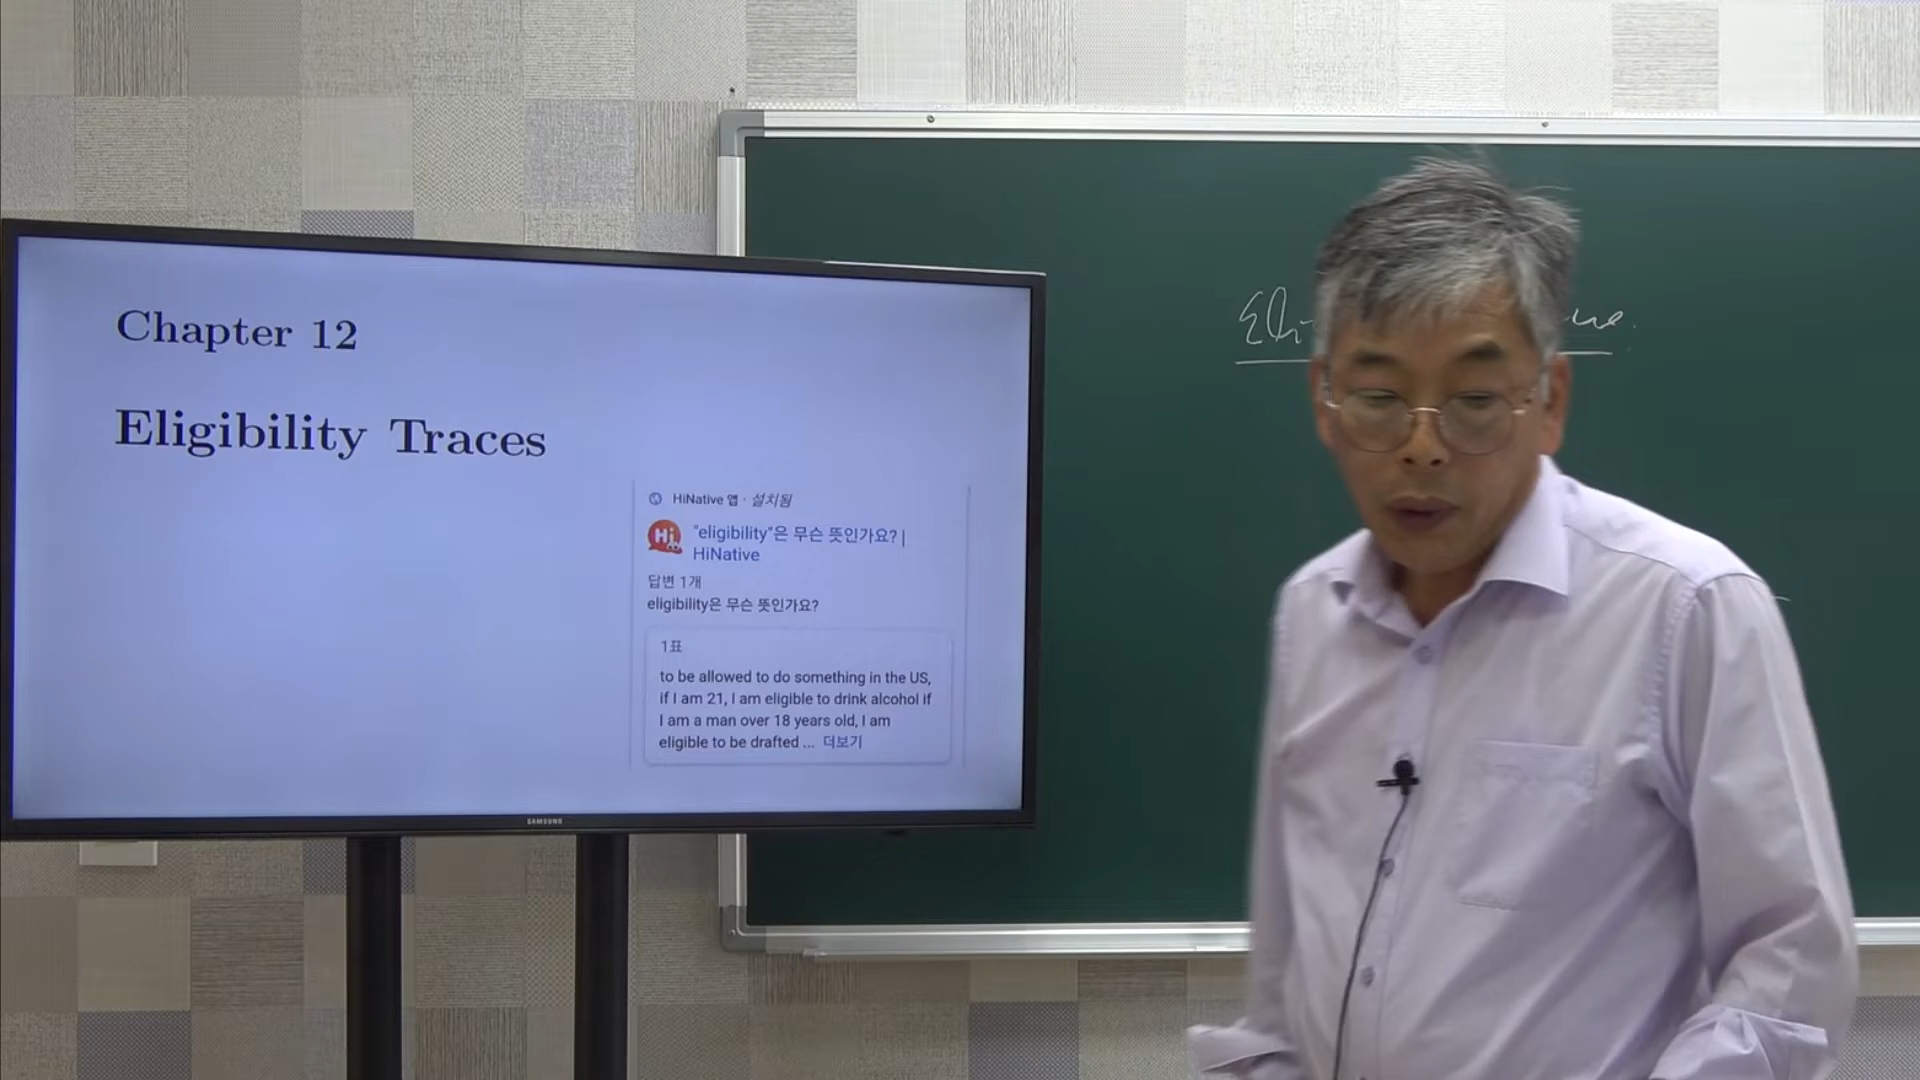 Chapter 12
Eligibility Traces
HiNative 앱 · 설치됨
Hi
"eligibility"은 무슨 뜻인가요? |
HiNative
답변 1개
eligibility은 무슨 뜻인가요?
1표
to be allowed to do something in the US,
if I am 21, I am eligible to drink alcohol if
I am a man over 18 years old, I am
eligible to be drafted ... 더보기
SAMSUNG